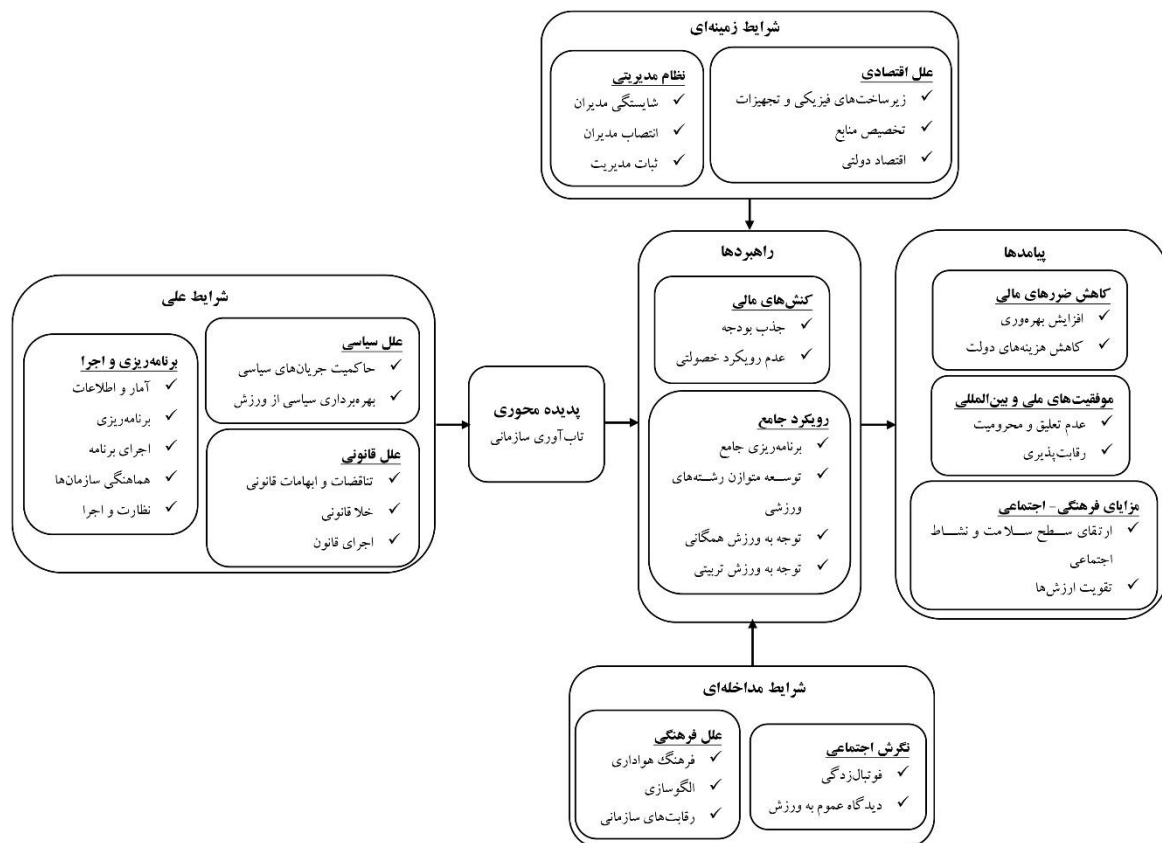 شرایط زمینه‌ای
علل اقتصادی
زیرساخت‌های فیزیکی و تجهیزات
تخصیص منابع
اقتصاد دولتی
نظام مدیریتی
شایستگی مدیران
انتصاب مدیران
ثبات مدیریت
شرایط علی
علل سیاسی
حاکمیت جریان‌های سیاسی
بهره‌برداری سیاسی از ورزش
علل قانونی
تناقضات و ابهامات قانونی
خلا قانونی
اجرای قانون
برنامه‌ریزی و اجرا
آمار و اطلاعات
برنامه‌ریزی
اجرای برنامه
هماهنگی سازمان‌ها
نظارت و اجرا
پدیده محوری
تاب‌آوری سازمانی
راهبردها
کنش‌های مالی
جذب بودجه
عدم رویکرد خصولتی
رویکرد جامع
برنامه‌ریزی جامع
توسعه متوازن رشته‌های
ورزشی
توجه به ورزش همگانی
توجه به ورزش تربیتی
پیامدها
کاهش ضررهای مالی
افزایش بهره‌وری
کاهش هزینه‌های دولت
موفقیت‌های ملی و بین‌المللی
عدم تعلیق و محرومیت
رقابت‌پذیری
مزایای فرهنگی- اجتماعی
ارتقای سطح سلامت و نشاط
اجتماعی
تقویت ارزش‌ها
شرایط مداخله‌ای
نگرش اجتماعی
فوتبال‌زدگی
دیدگاه عموم به ورزش
علل فرهنگی
فرهنگ هواداری
الگوسازی
رقابت‌های سازمانی